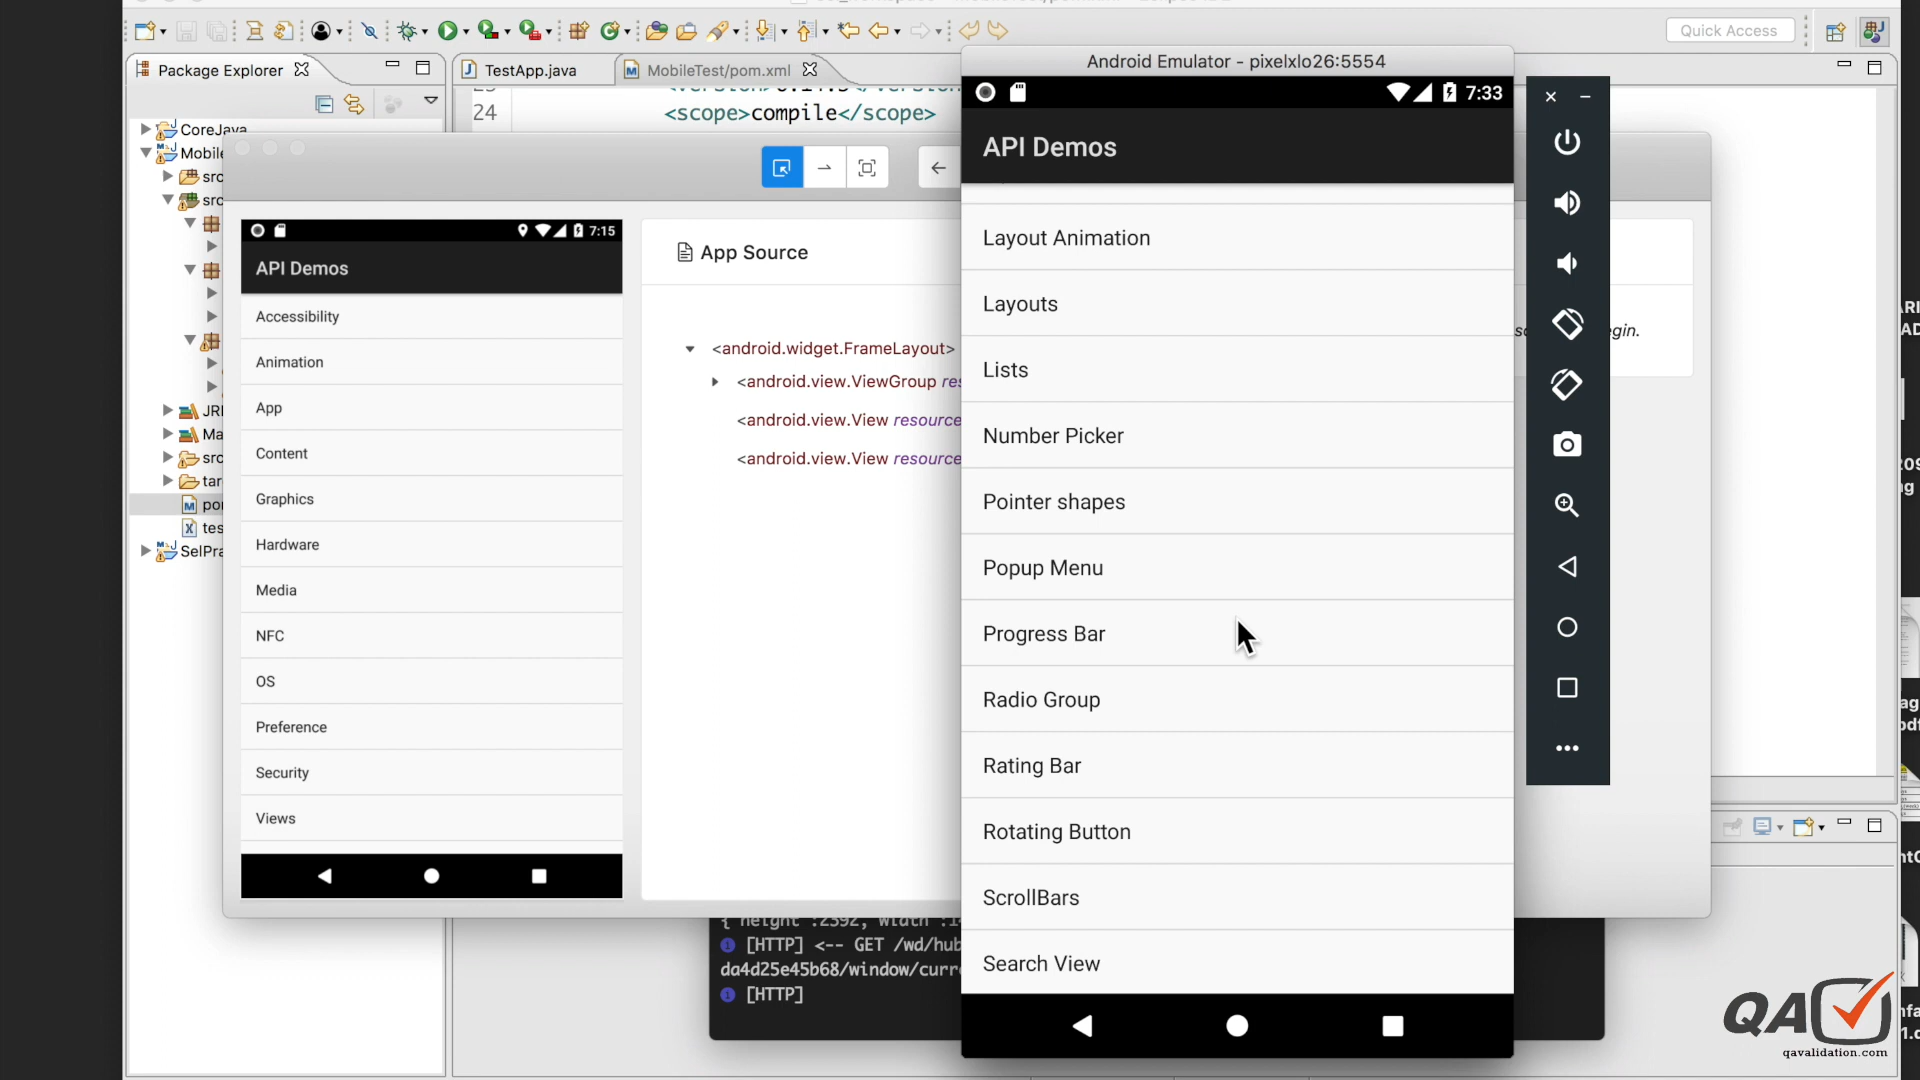 Quick Access
Package Explorer
TestApp.java
MobileTest/pom.xml
24
<scope>compile</scope>
CoreJava
SelPra
Android Emulator - pixelxlo26:5554
7:33
API Demos
Layout Animation
Layouts
Lists
Number Picker
Pointer shapes
Popup Menu
Progress Bar
Radio Group
Rating Bar
Rotating Button
ScrollBars
Search View
7:15
API Demos
Accessibility
Animation
App
Content
Graphics
Hardware
Media
NFC
OS
Preference
Security
Views
App Source
<android.widget.FrameLayout>
<android.view.ViewGroup
<android.view.View
<android.view.View
[HTTP] <-- GET /wd/hub
da4d25e45b68/window/curr
[HTTP]
QA
qavalidation.com